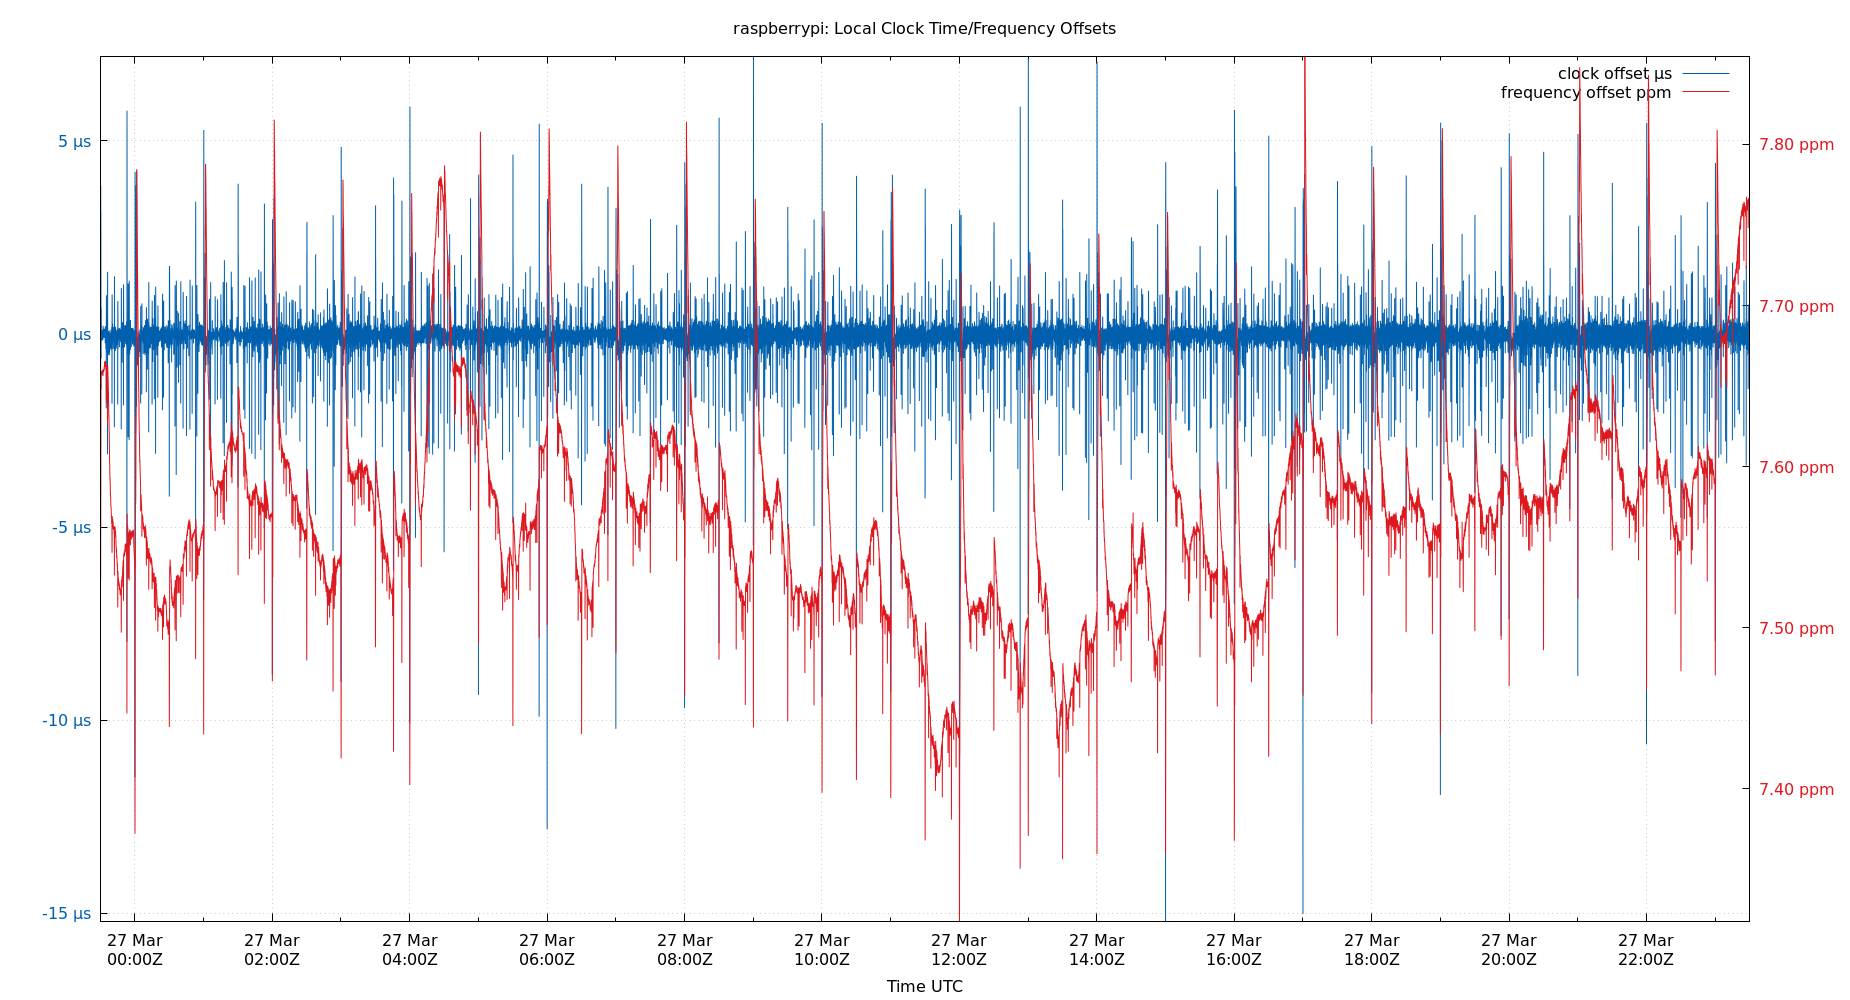 raspberrypi: Local Clock Time/Frequency Offsets
clock offset µs
frequency offset ppm
5 µs
0 µs
-5 µs
-10 µs
-15 µs
7.80 ppm
7.70 ppm
7.60 ppm
7.50 ppm
7.40 ppm
27 Mar 27 Mar 27 Mar 27 Mar 27 Mar 27 Mar 27 Mar 27 Mar 27 Mar 27 Mar 27 Mar 27 Mar
00:00Z 02:00Z 04:00Z 06:00Z 08:00Z 10:00Z 12:00Z 14:00Z 16:00Z 18:00Z 20:00Z 22:00Z
Time UTC